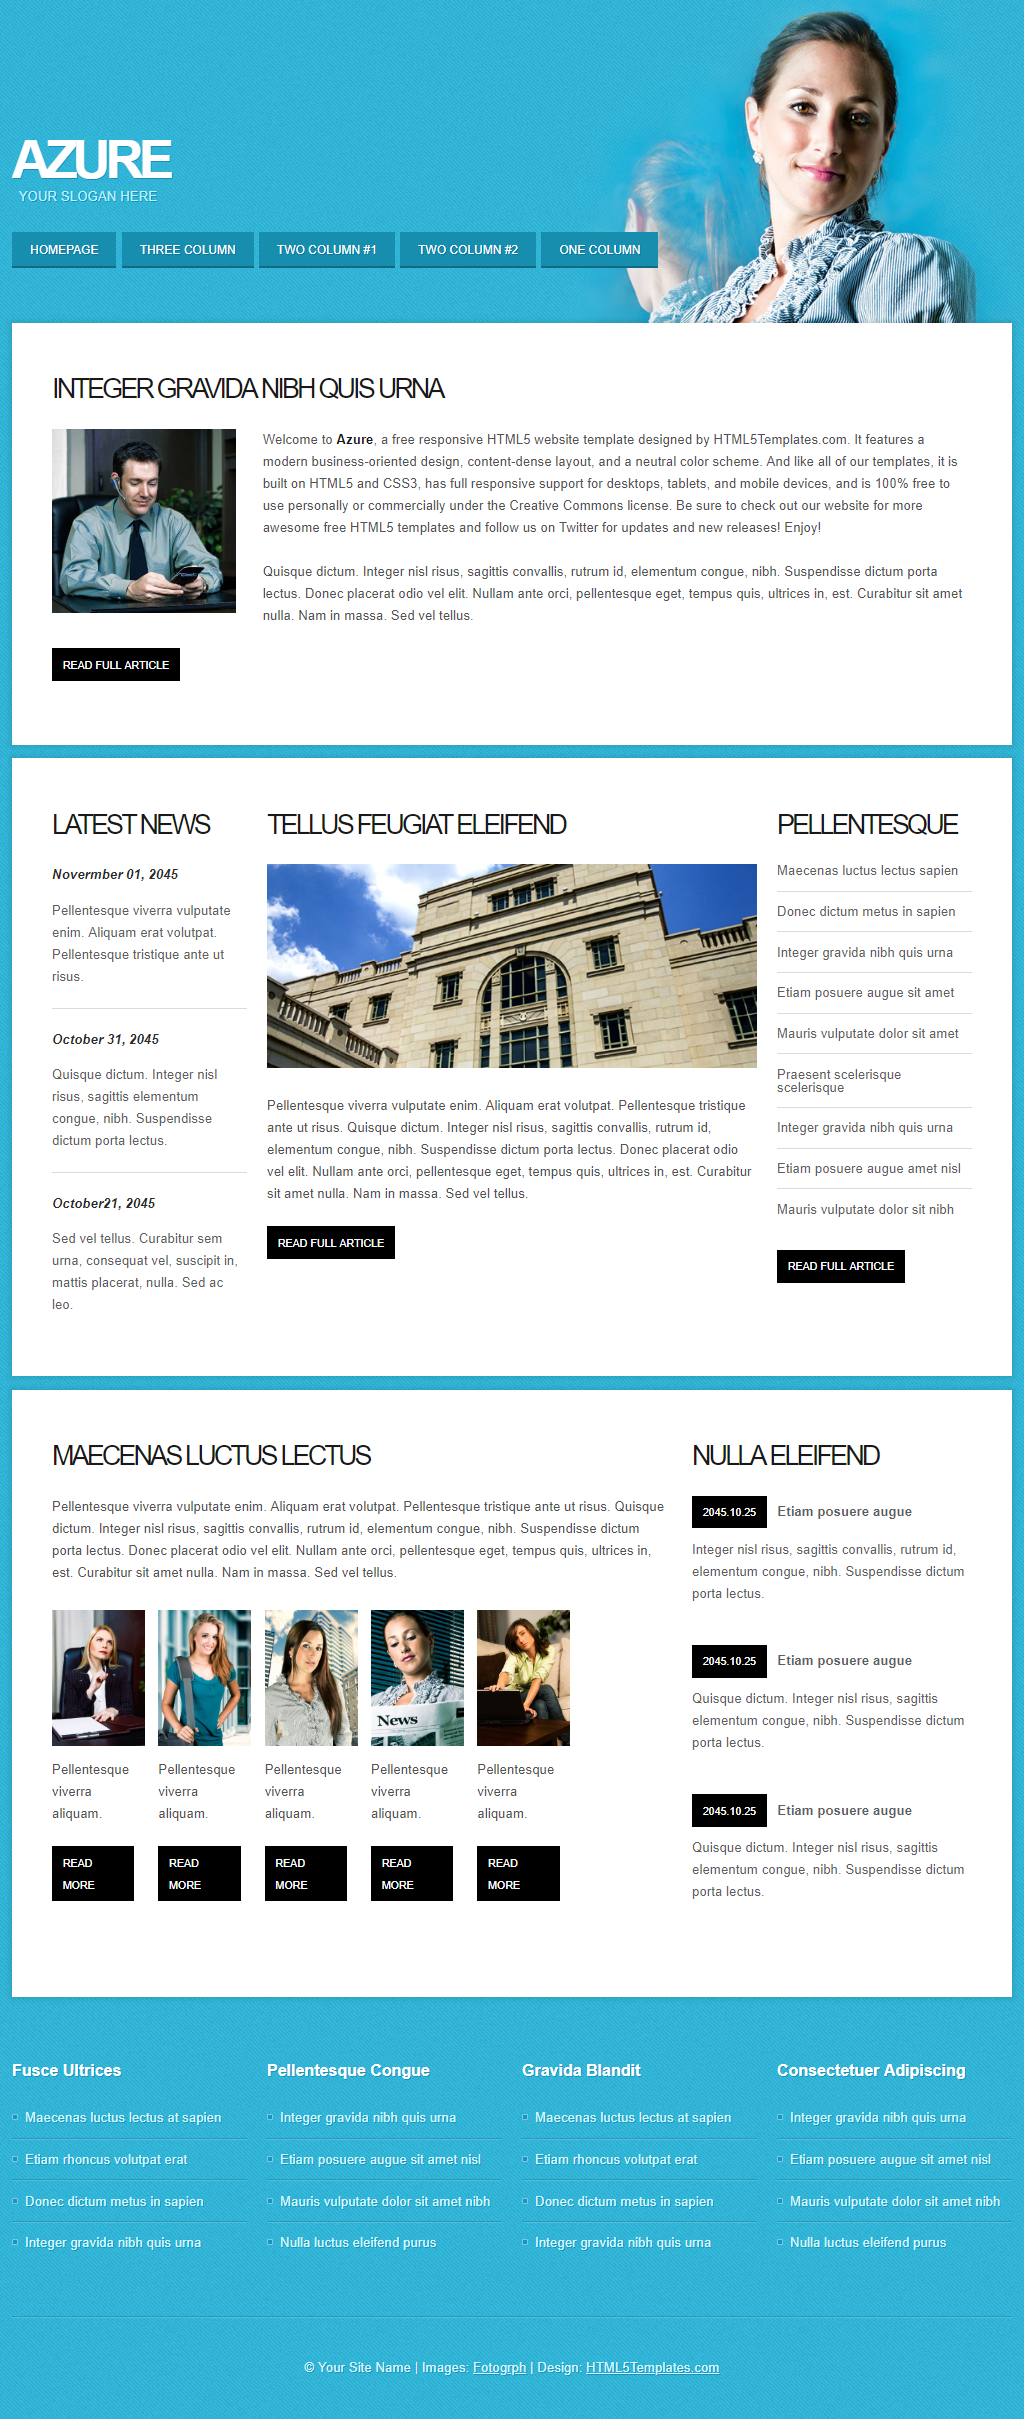 AZURE
YOUR SLOGAN HERE
HOMEPAGE
THREE COLUMN
TWO COLUMN #1
TWO COLUMN #2
ONE COLUMN
INTEGER GRAVIDA NIBH QUIS URNA
Welcome to Azure, a free responsive HTML5 website template designed by HTML5Templates.com. It features a
modern business-oriented design, content-dense layout, and a neutral color scheme. And like all of our templates, it is
built on HTML5 and CSS3, has full responsive support for desktops, tablets, and mobile devices, and is 100% free to
use personally or commercially under the Creative Commons license. Be sure to check out our website for more
awesome free HTML5 templates and follow us on Twitter for updates and new releases! Enjoy!
Quisque dictum. Integer nisl risus, sagittis convallis, rutrum id, elementum congue, nibh. Suspendisse dictum porta
lectus. Donec placerat odio vel elit. Nullam ante orci, pellentesque eget, tempus quis, ultrices in, est. Curabitur sit amet
nulla. Nam in massa. Sed vel tellus.
READ FULL ARTICLE
LATEST NEWS
Novermber 01, 2045
Pellentesque viverra vulputate
enim. Aliquam erat volutpat.
Pellentesque tristique ante ut
risus.
October 31, 2045
Quisque dictum. Integer nisl
risus, sagittis elementum
congue, nibh. Suspendisse
dictum porta lectus.
October21, 2045
Sed vel tellus. Curabitur sem
urna, consequat vel, suscipit in,
mattis placerat, nulla. Sed ac
leo.
TELLUS FEUGIAT ELEIFEND
Pellentesque viverra vulputate enim. Aliquam erat volutpat. Pellentesque tristique
ante ut risus. Quisque dictum. Integer nisl risus, sagittis convallis, rutrum id,
elementum congue, nibh. Suspendisse dictum porta lectus. Donec placerat odio
vel elit. Nullam ante orci, pellentesque eget, tempus quis, ultrices in, est. Curabitur
sit amet nulla. Nam in massa. Sed vel tellus.
READ FULL ARTICLE
PELLENTESQUE
Maecenas luctus lectus sapien
Donec dictum metus in sapien
Integer gravida nibh quis urna
Etiam posuere augue sit amet
Mauris vulputate dolor sit amet
Praesent scelerisque
scelerisque
Integer gravida nibh quis urna
Etiam posuere augue amet nisl
Mauris vulputate dolor sit nibh
READ FULL ARTICLE
MAECENAS LUCTUS LECTUS
Pellentesque viverra vulputate enim. Aliquam erat volutpat. Pellentesque tristique ante ut risus. Quisque
dictum. Integer nisl risus, sagittis convallis, rutrum id, elementum congue, nibh. Suspendisse dictum
porta lectus. Donec placerat odio vel elit. Nullam ante orci, pellentesque eget, tempus quis, ultrices in,
est. Curabitur sit amet nulla. Nam in massa. Sed vel tellus.
News
Pellentesque
viverra
aliquam.
READ
MORE
Pellentesque
viverra
aliquam.
READ
MORE
Pellentesque
viverra
aliquam.
READ
MORE
Pellentesque
viverra
aliquam.
READ
MORE
Pellentesque
viverra
aliquam.
READ
MORE
NULLA ELEIFEND
2045.10.25 Etiam posuere augue
Integer nisl risus, sagittis convallis, rutrum id,
elementum congue, nibh. Suspendisse dictum
porta lectus.
2045.10.25 Etiam posuere augue
Quisque dictum. Integer nisl risus, sagittis
elementum congue, nibh. Suspendisse dictum
porta lectus.
2045.10.25 Etiam posuere augue
Quisque dictum. Integer nisl risus, sagittis
elementum congue, nibh. Suspendisse dictum
porta lectus.
Fusce Ultrices
Maecenas luctus lectus at sapien
Etiam rhoncus volutpat erat
Donec dictum metus in sapien
Integer gravida nibh quis urna
Pellentesque Congue
Integer gravida nibh quis urna
Etiam posuere augue sit amet nisl
Mauris vulputate dolor sit amet nibh
Nulla luctus eleifend purus
Gravida Blandit
Maecenas luctus lectus at sapien
Etiam rhoncus volutpat erat
Donec dictum metus in sapien
Integer gravida nibh quis urna
Consectetuer Adipiscing
Integer gravida nibh quis urna
Etiam posuere augue sit amet nisl
Mauris vulputate dolor sit amet nibh
Nulla luctus eleifend purus
© Your Site Name | Images: Fotogrph | Design: HTML5Templates.com